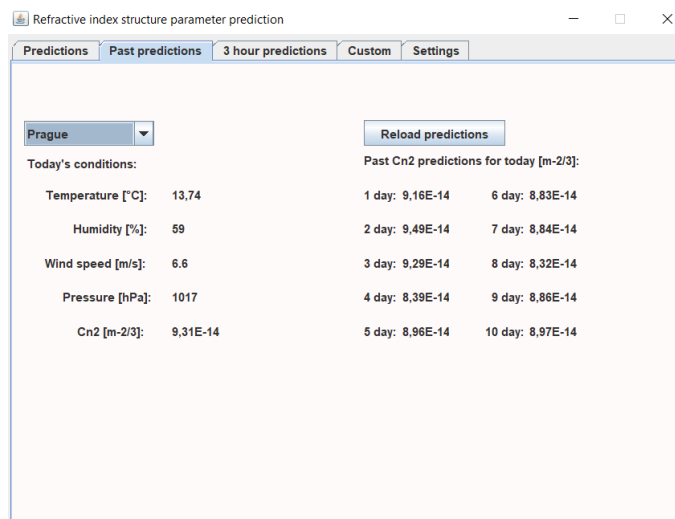 Refractive index structure parameter prediction
Predictions Past predictions 3 hour predictions Custom Settings
Prague
Reload predictions
Today's conditions:
Past Cn2 predictions for today [m-2/3]:
Temperature [°C]: 13,74
1 day: 9,16E-14 6 day: 8,83E-14
Humidity [%]: 59
2 day: 9,49E-14 7 day: 8,84E-14
Wind speed [m/s]: 6.6
3 day: 9,29E-14 8 day: 8,32E-14
Pressure [hPa]: 1017
4 day: 8,39E-14 9 day: 8,86E-14
Cn2 [m-2/3]: 9,31E-14
5 day: 8,96E-14 10 day: 8,97E-14